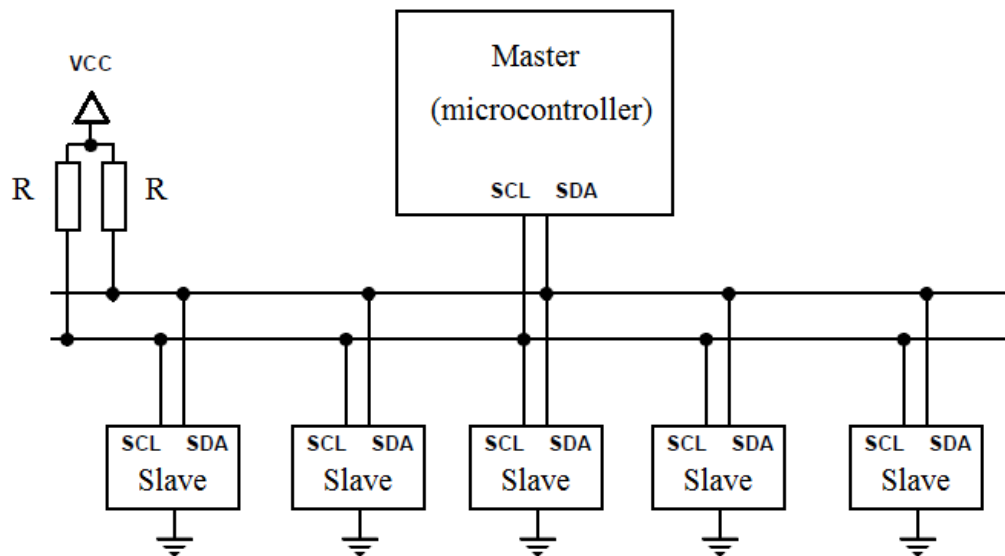 Master
VCC
(microcontroller)
R R
SCL SDA
SCL SDA SCL SDA SCL SDA SCL SDA SCL SDA
Slave Slave Slave Slave Slave